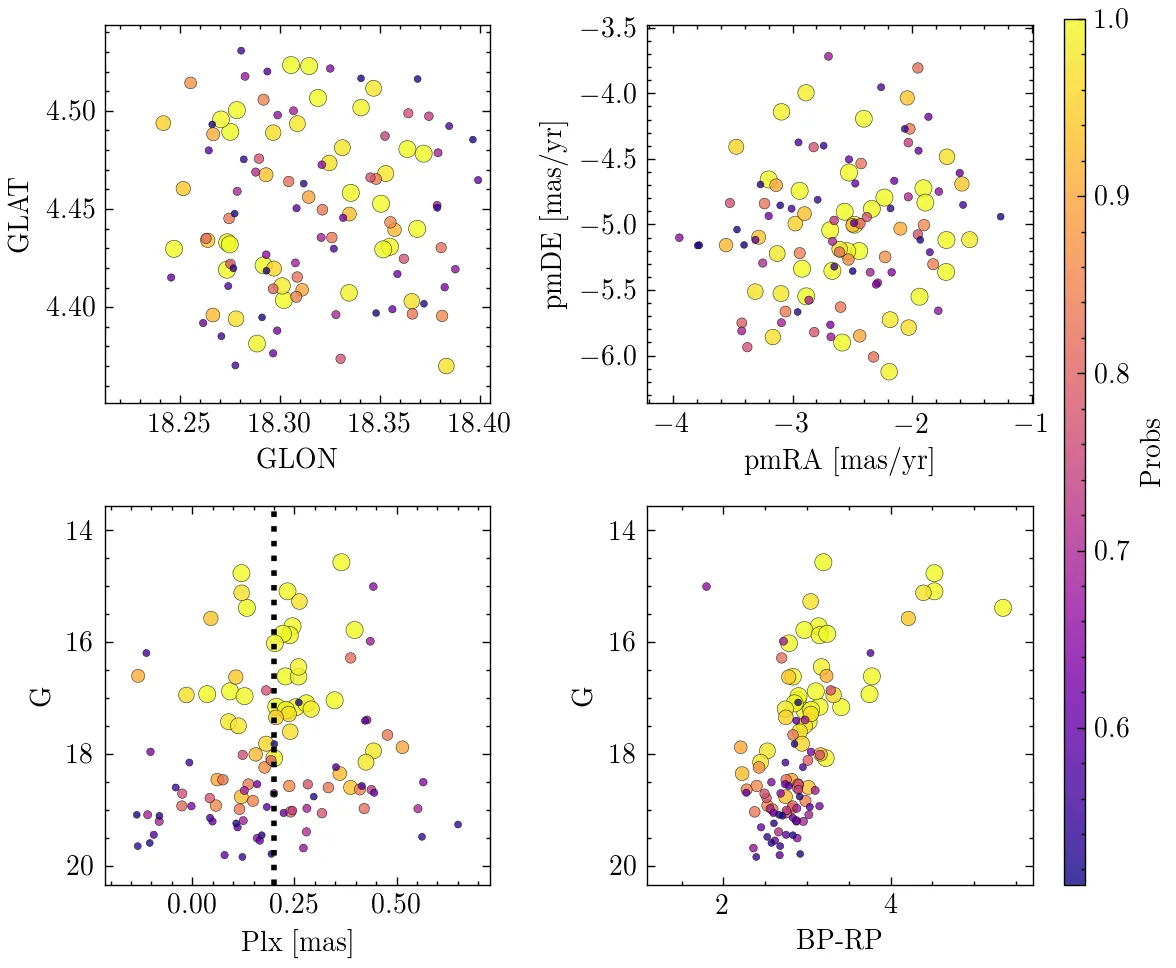 4.50
4.45
4.40
GLAT
18.25 18.30 18.35 18.40
GLON
−3.5
−4.0
−4.5
−5.0
−5.5
−6.0
pmDE [mas/yr]
−4 −3 −2 −1
pmRA [mas/yr]
14
16
18
20
G
0.00 0.25 0.50
Plx [mas]
14
16
18
20
G
2 4
BP-RP
1.0
0.9
0.8
0.7
0.6
Probs